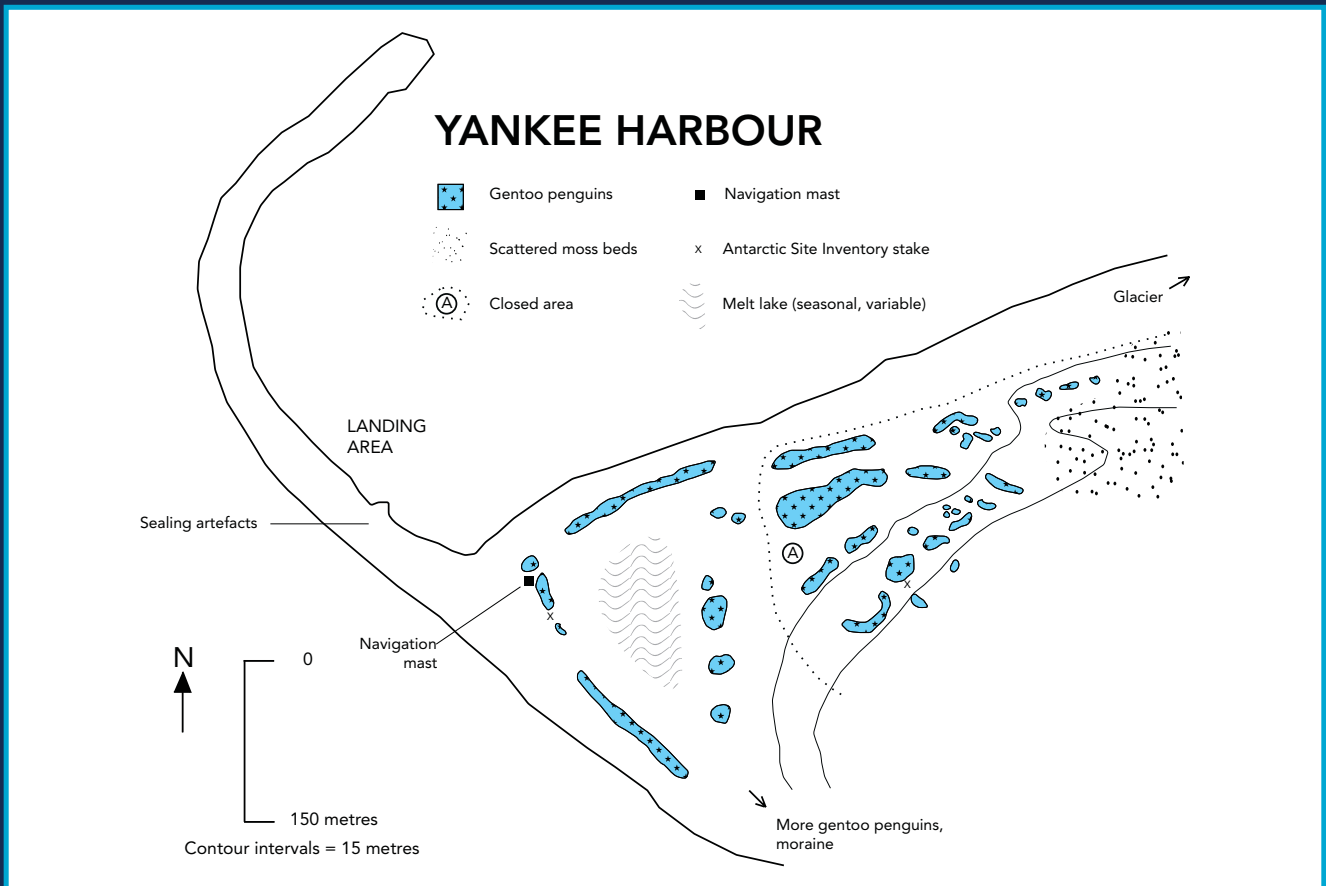 YANKEE HARBOUR
Gentoo penguins
Navigation mast
Scattered moss beds
x
Antarctic Site Inventory stake
A
Closed area
Melt lake (seasonal, variable)
Glacier
LANDING
AREA
Sealing artefacts
A
x
x
Navigation
mast
N
0
150 metres
Contour intervals = 15 metres
More gentoo penguins,
moraine